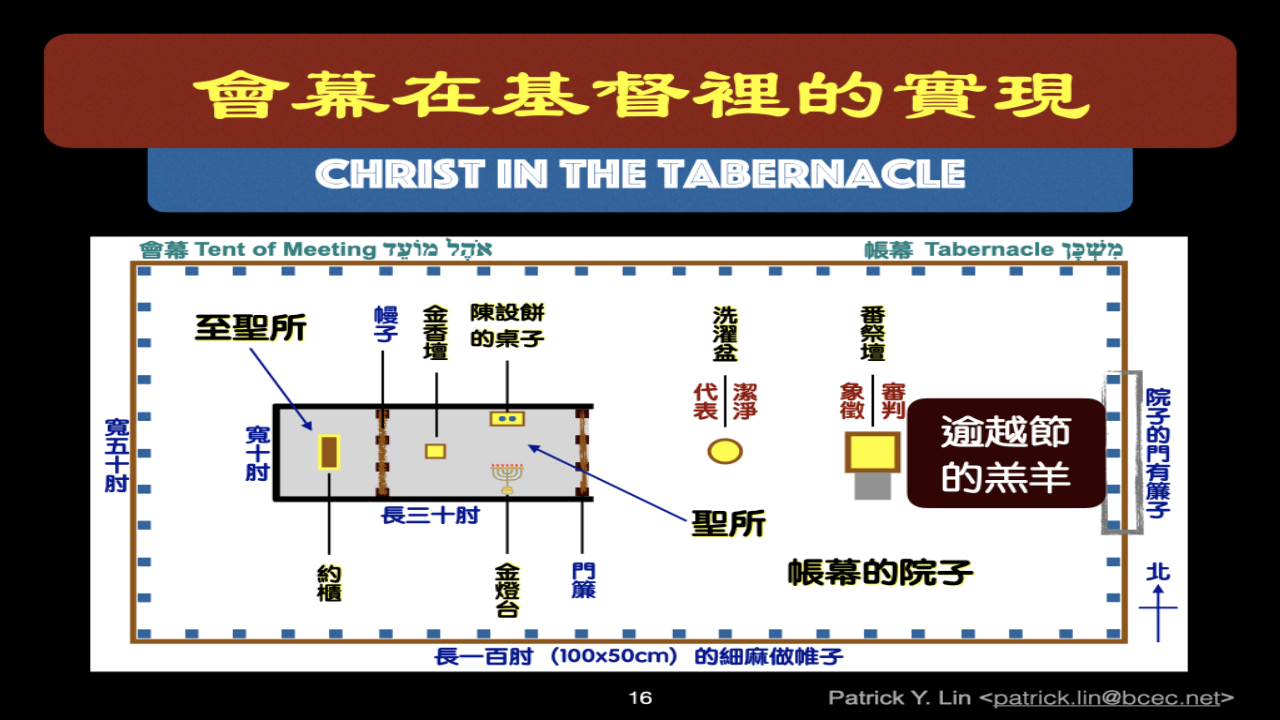 會幕在基督裡的實現
CHRIST IN THE TABERNACLE
會幕 Tent of Meeting אֹהֶל מוֹעֵד
帳幕 Tabernacle מִשְׁכָּן
至聖所
幔子
金香壇
陳設餅
的桌子
洗濯盆
代表
潔淨
番祭壇
象徵
審判
逾越節
的羔羊
院子的門有簾子
寬五十肘
寬十肘
長三十肘
聖所
約櫃
金燈台
門簾
帳幕的院子
北
長一百肘 (100x50cm) 的細麻做帷子
16
Patrick Y. Lin <patrick.lin@bcec.net>